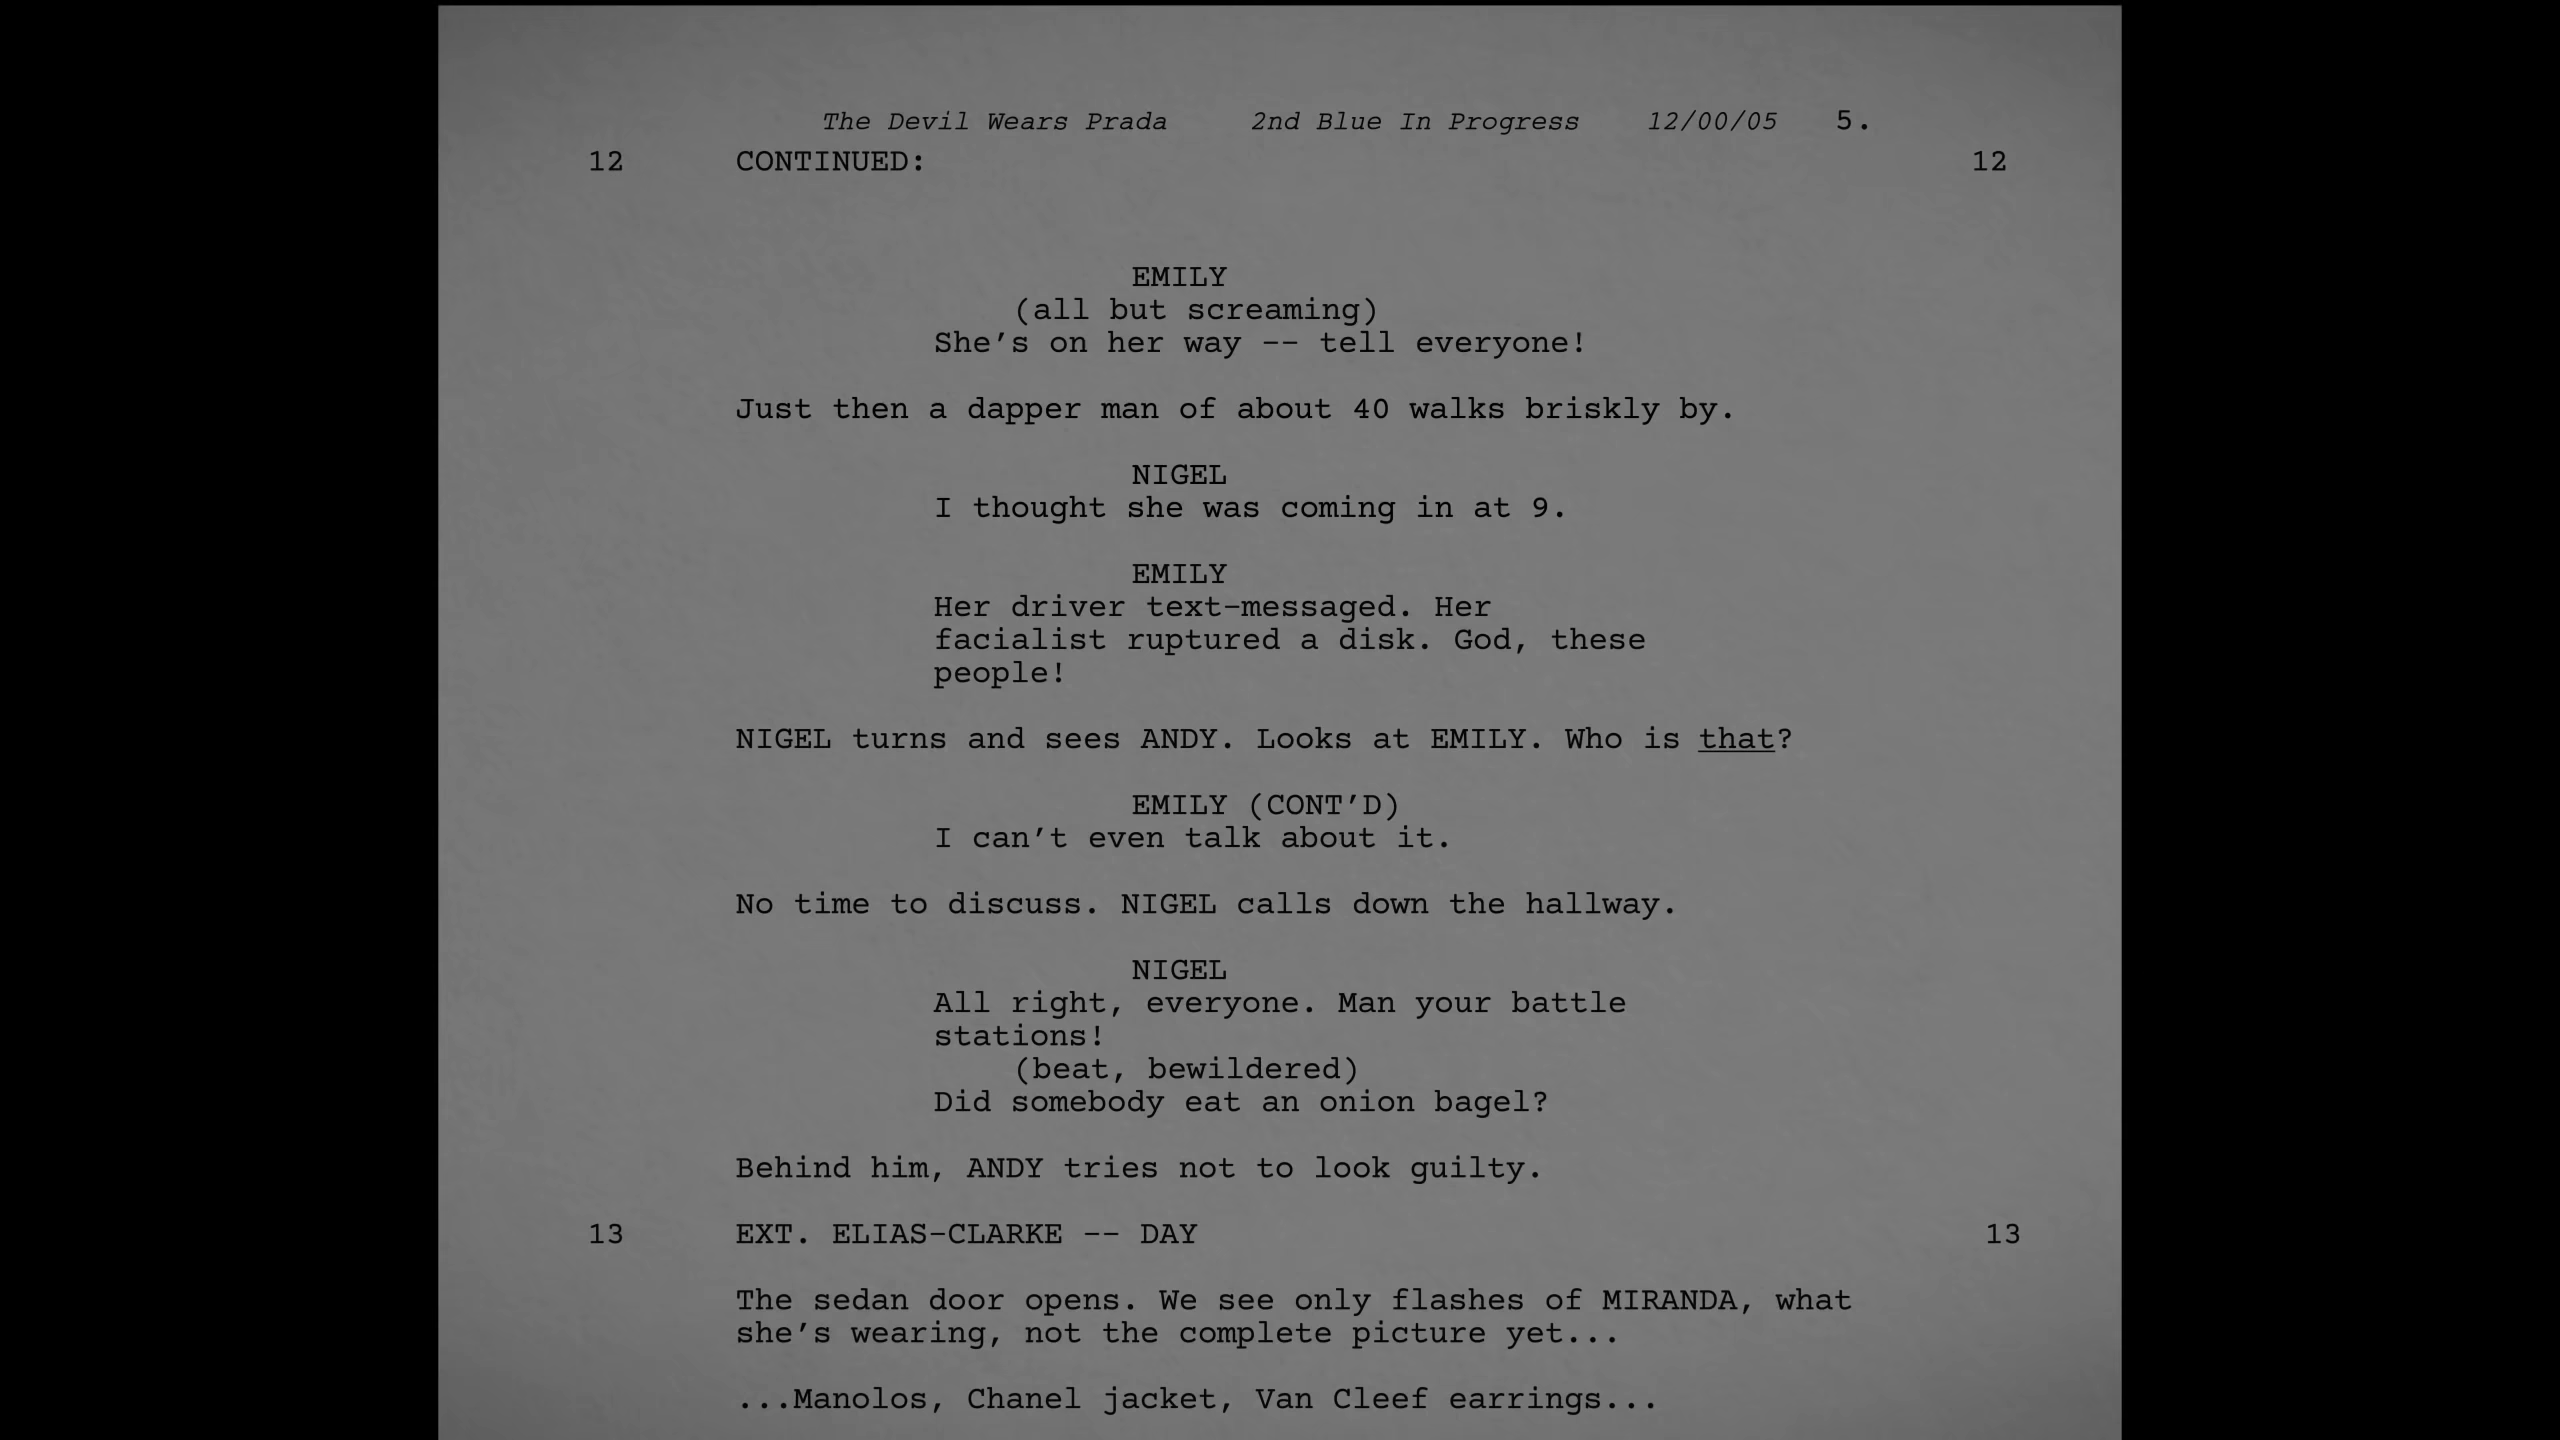 The Devil Wears Prada 2nd Blue In Progress 12/00/05 5.
12 CONTINUED: 12
EMILY
(all but screaming)
She's on her way -- tell everyone!
Just then a dapper man of about 40 walks briskly by.
NIGEL
I thought she was coming in at 9.
EMILY
Her driver text-messaged. Her
facialist ruptured a disk. God, these
people!
NIGEL turns and sees ANDY. Looks at EMILY. Who is that?
EMILY (CONT'D)
I can't even talk about it.
No time to discuss. NIGEL calls down the hallway.
NIGEL
All right, everyone. Man your battle
stations!
(beat, bewildered)
Did somebody eat an onion bagel?
Behind him, ANDY tries not to look guilty.
13 EXT. ELIAS-CLARKE -- DAY 13
The sedan door opens. We see only flashes of MIRANDA, what
she's wearing, not the complete picture yet...
...Manolos, Chanel jacket, Van Cleef earrings...